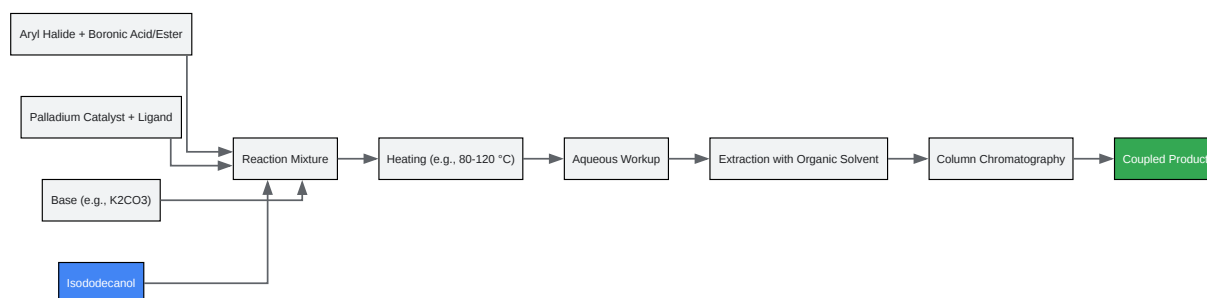 Aryl Halide + Boronic Acid/Ester
Palladium Catalyst + Ligand
Reaction Mixture
Heating (e.g., 80-120 °C)
Aqueous Workup
Extraction with Organic Solvent
Column Chromatography
Coupled Product
Base (e.g., K2CO3)
Isododecanol